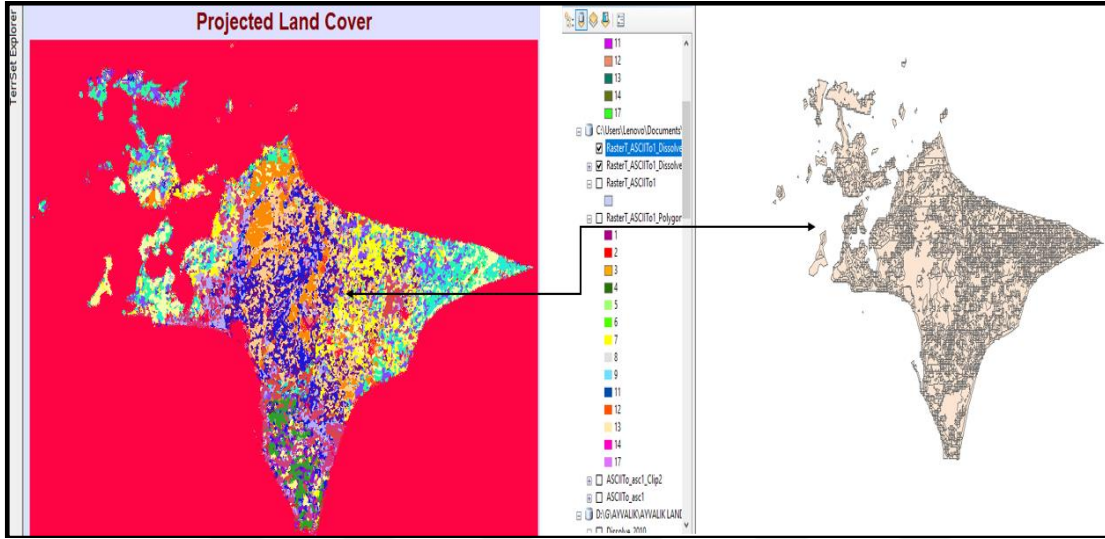 TerrSet Explorer
Projected Land Cover
11
12
13
14
17
C:\Users\Lenovo\Documents\
RasterT_ASCIITo1_Dissolve
RasterT_ASCIITo1_Dissolve
RasterT_ASCIITo1
RasterT_ASCIITo1_Polygon
1
2
3
4
5
6
7
8
9
11
12
13
14
17
ASCIITo_asc1_Clip2
ASCIITo_asc1
D:\G\AYVALIK\AYVALIK LAND
Dissolve_2010